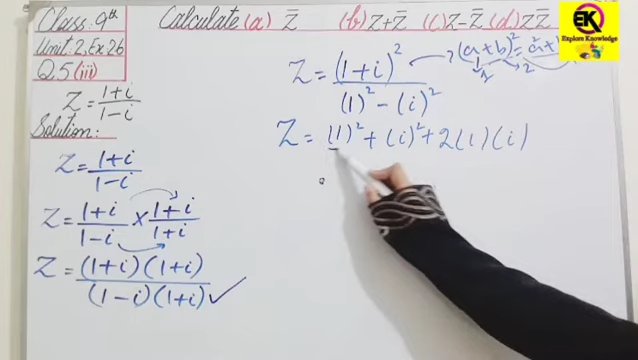 Class. 9th
Calculate (a) z̄ (b) Z+z̄ (c) Z-z̄ (d) Z z̄
Unit.2, Ex 2.6
Q.5 (iii)
Z = 1+i / 1-i
Solution:
Z = 1+i / 1-i
Z = 1+i / 1-i × 1+i / 1+i
Z = (1+i)(1+i) / (1-i)(1+i) ✓
Z = (1+i)² / (1)² - (i)²
(a+b)² = a²+b
1 2
Z = (1)² + (i)² + 2(1)(i)
EK
Explore Knowledge